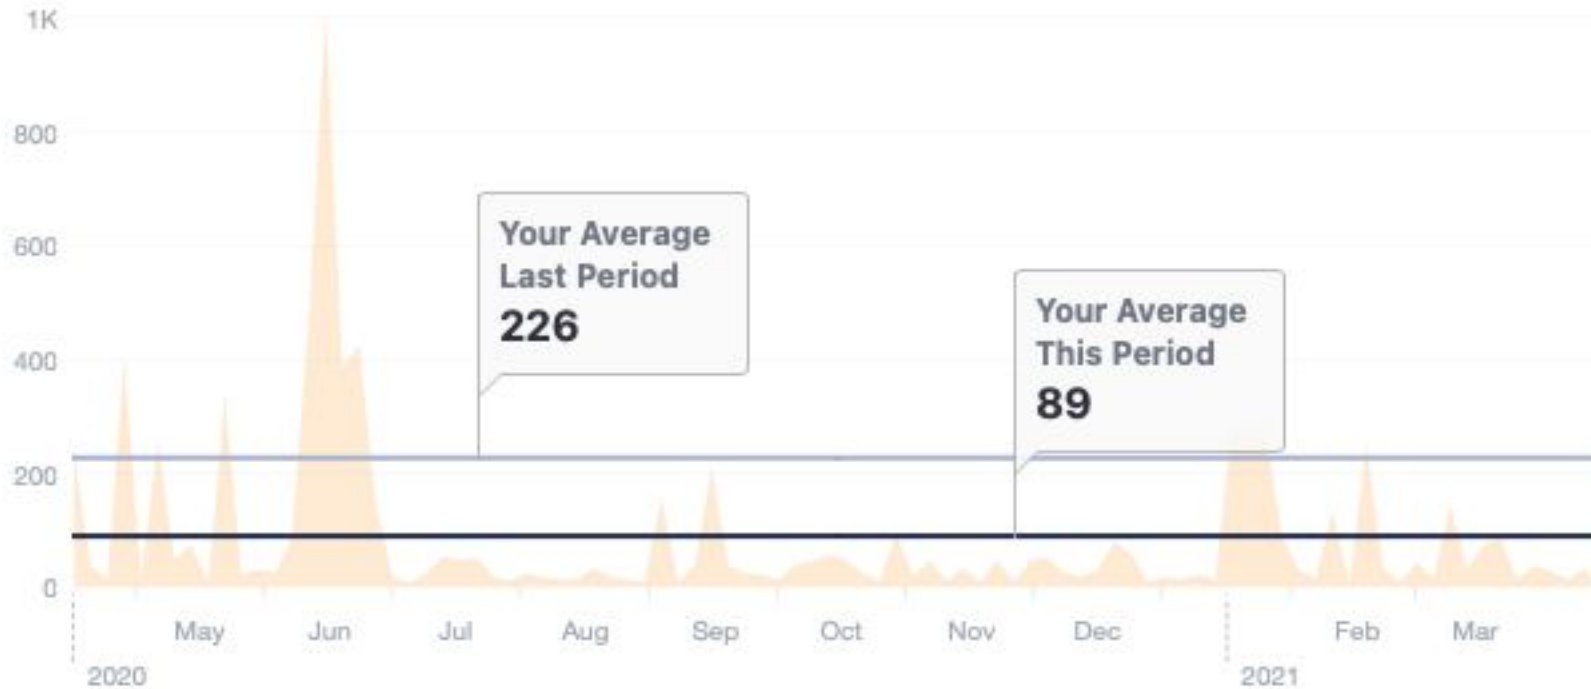 1K
800
600
400
200
0
Your Average
Last Period
226
Your Average
This Period
89
May Jun Jul Aug Sep Oct Nov Dec Feb Mar
2020 2021